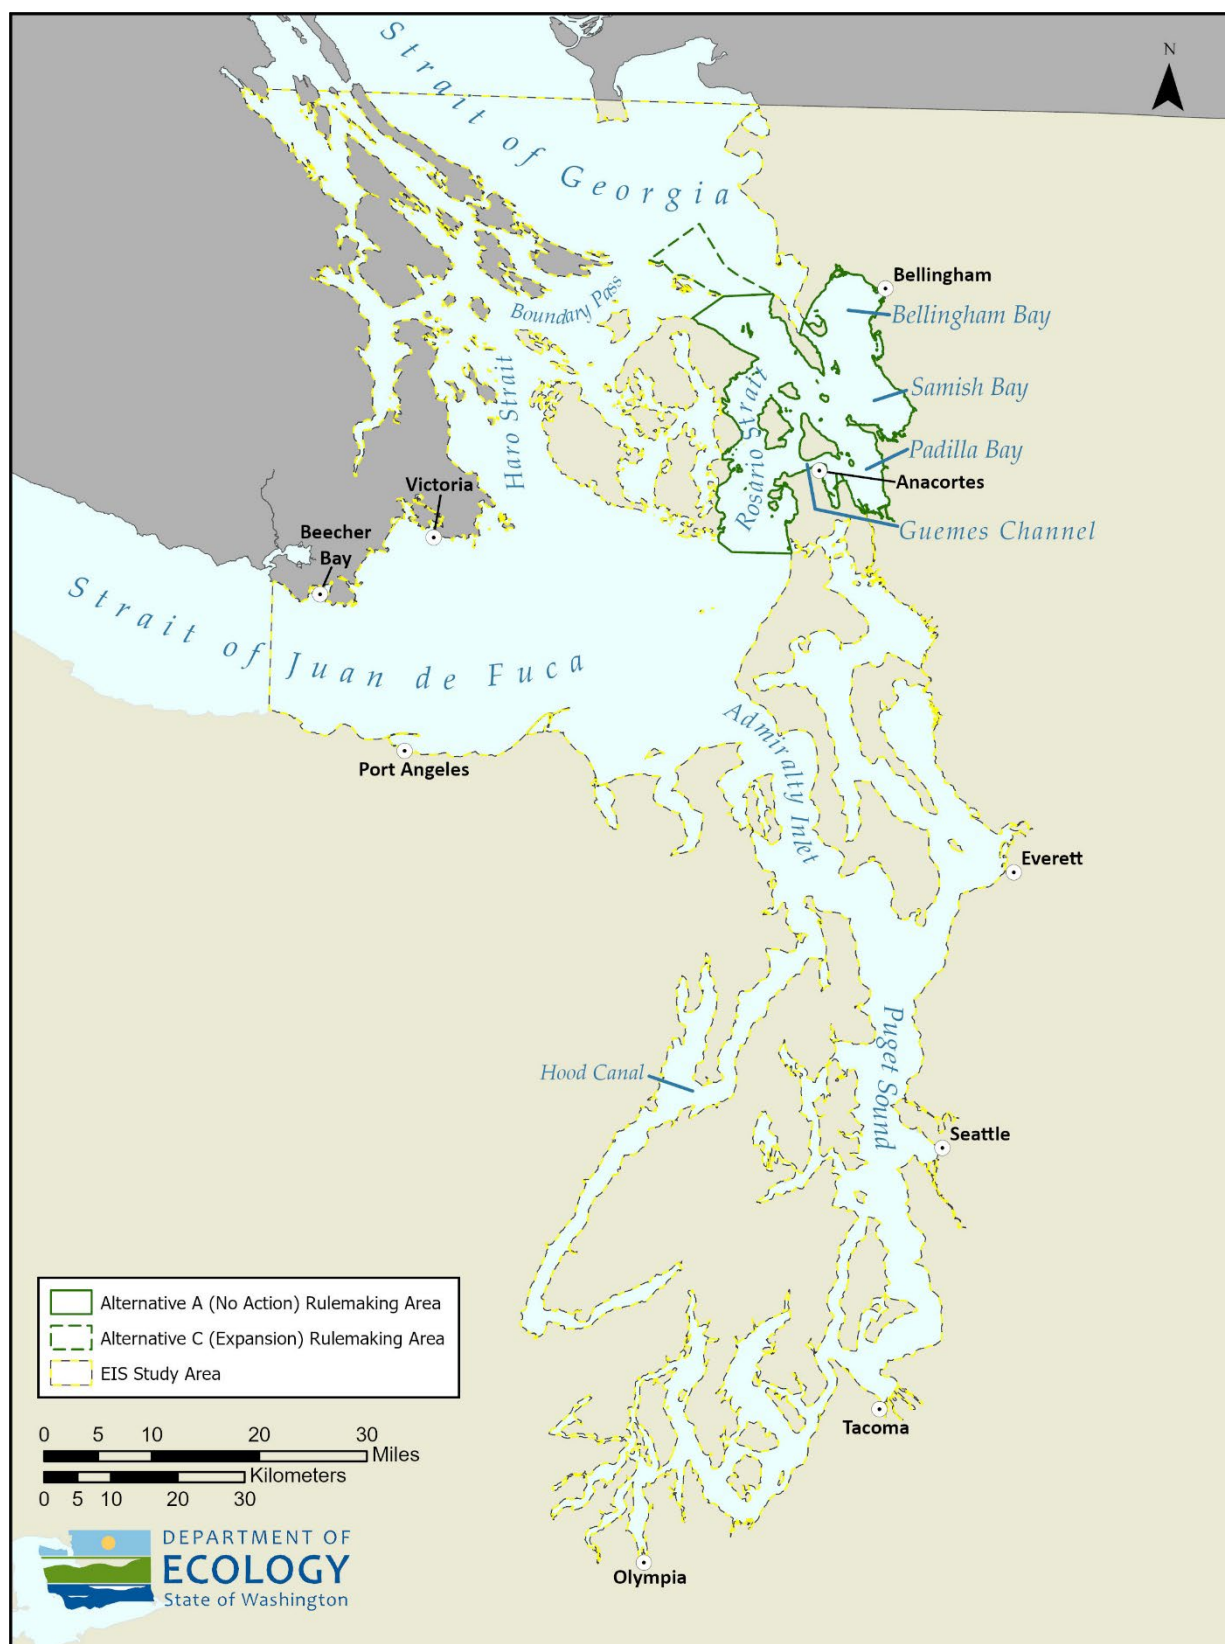 N
Strait of Georgia
Bellingham
Bellingham Bay
Boundary Pass
Haro Strait
Rosario Strait
Samish Bay
Padilla Bay
Anacortes
Guemes Channel
Victoria
Beecher
Bay
Strait of Juan de Fuca
Admiralty Inlet
Port Angeles
Everett
Puget Sound
Hood Canal
Seattle
Alternative A (No Action) Rulemaking Area
Alternative C (Expansion) Rulemaking Area
EIS Study Area
0 5 10 20 30
Miles
Kilometers
0 5 10 20 30
Tacoma
DEPARTMENT OF
ECOLOGY
State of Washington
Olympia